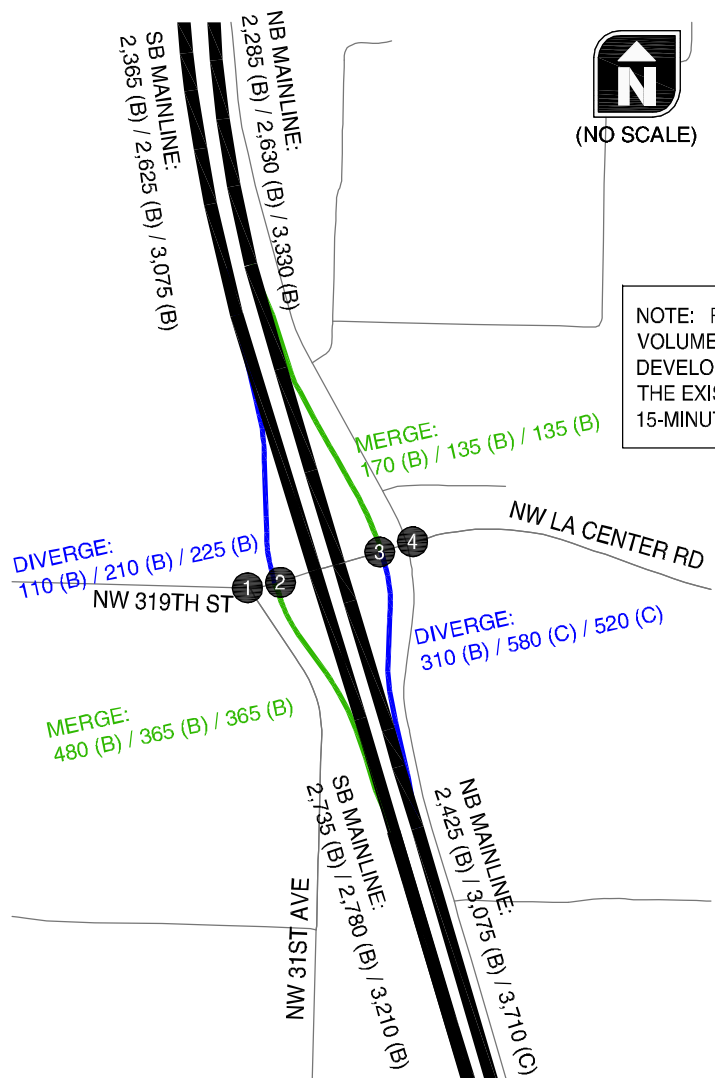 SB MAINLINE:
2,365 (B) / 2,625 (B) / 3,075 (B)
NB MAINLINE:
2,285 (B) / 2,630 (B) / 3,330 (B)
N
(NO SCALE)
NOTE:
VOLUME
DEVELO
THE EXIS
15-MINUT
MERGE:
170 (B) / 135 (B) / 135 (B)
NW LA CENTER RD
DIVERGE:
110 (B) / 210 (B) / 225 (B)
1
2
3
4
NW 319TH ST
DIVERGE:
310 (B) / 580 (C) / 520 (C)
MERGE:
480 (B) / 365 (B) / 365 (B)
SB MAINLINE:
2,735 (B) / 2,780 (B) / 3,210 (B)
NB MAINLINE:
2,425 (B) / 3,075 (B) / 3,710 (C)
NW 31ST AVE